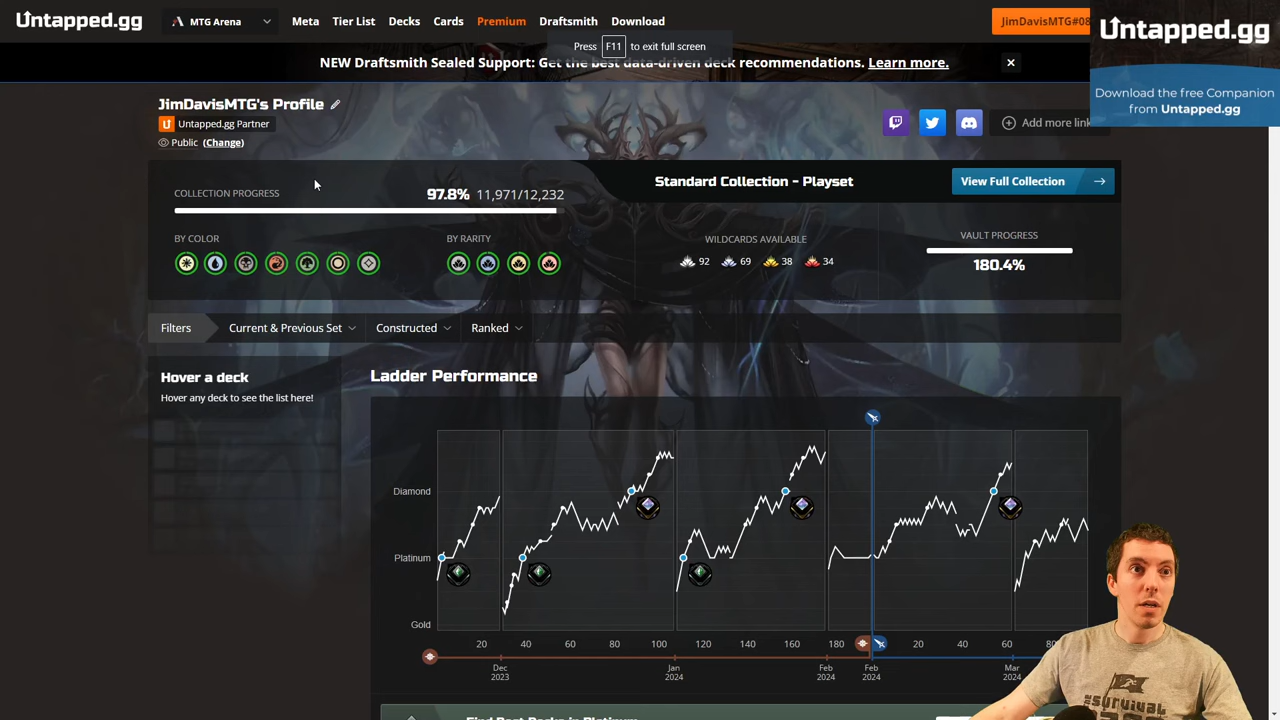 Untapped.gg
MTG Arena
Meta
Tier List
Decks
Cards
Premium
Draftsmith
Download
JimDavisMTG#08
Untapped.gg
Download the free Companion
from Untapped.gg
Press F11 to exit full screen
NEW Draftsmith Sealed Support: Get the best data-driven deck recommendations. Learn more.
JimDavisMTG's Profile
U Untapped.gg Partner
Public (Change)
Add more link
COLLECTION PROGRESS
97.8% 11,971/12,232
Standard Collection - Playset
View Full Collection
BY COLOR
BY RARITY
WILDCARDS AVAILABLE
92 69 38 34
VAULT PROGRESS
180.4%
Filters
Current & Previous Set
Constructed
Ranked
Hover a deck
Hover any deck to see the list here!
Ladder Performance
Diamond
Platinum
Gold
20 40 60 80 100 120 140 160 180 20 40 60
Dec 2023
Jan 2024
Feb 2024
Feb 2024
Mar 2024